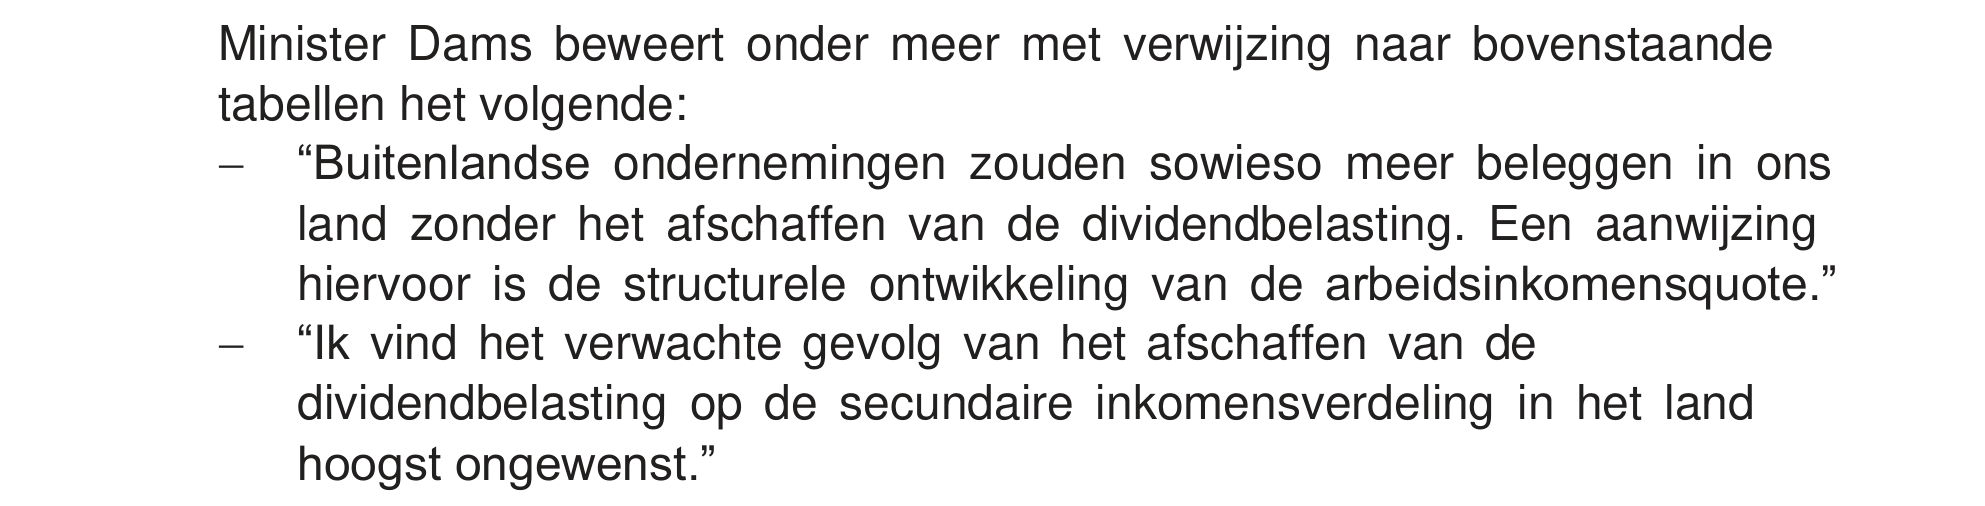 Minister Dams beweert onder meer met verwijzing naar bovenstaande
tabellen het volgende:
– “Buitenlandse ondernemingen zouden sowieso meer beleggen in ons
land zonder het afschaffen van de dividendbelasting. Een aanwijzing
hiervoor is de structurele ontwikkeling van de arbeidsinkomensquote.”
– “Ik vind het verwachte gevolg van het afschaffen van de
dividendbelasting op de secundaire inkomensverdeling in het land
hoogst ongewenst.”